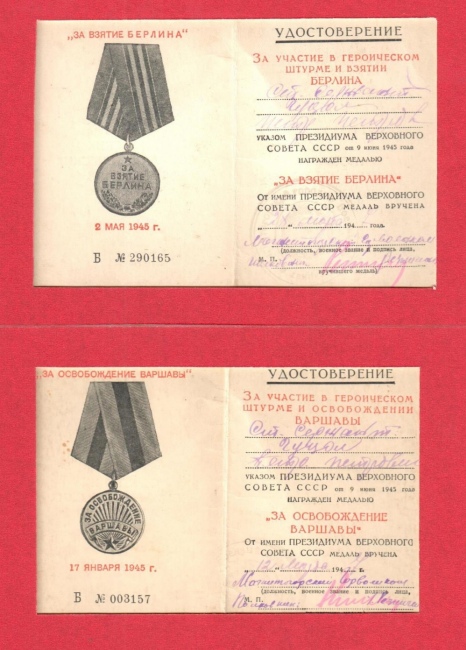 „ЗА ВЗЯТИЕ БЕРЛИНА"
ЗА
ВЗЯТИЕ
БЕРЛИНА
2 МАЯ 1945 г.
В № 290165
УДОСТОВЕРЕНИЕ
ЗА УЧАСТИЕ В ГЕРОИЧЕСКОМ
ШТУРМЕ И ВЗЯТИИ
БЕРЛИНА
УКАЗОМ ПРЕЗИДИУМА ВЕРХОВНОГО
СОВЕТА СССР от 9 июня 1945 года
НАГРАЖДЕН МЕДАЛЬЮ
„ЗА ВЗЯТИЕ БЕРЛИНА"
От имени ПРЕЗИДИУМА ВЕРХОВНОГО
СОВЕТА СССР МЕДАЛЬ ВРУЧЕНА
194 года.
(должность, военное звание и подпись лица,
М. П.
вручившего медаль)
„ЗА ОСВОБОЖДЕНИЕ ВАРШАВЫ"
ЗА ОСВОБОЖДЕНИЕ
ВАРШАВЫ
17 ЯНВАРЯ 1945 г.
В № 003157
УДОСТОВЕРЕНИЕ
ЗА УЧАСТИЕ В ГЕРОИЧЕСКОМ
ШТУРМЕ И ОСВОБОЖДЕНИИ
ВАРШАВЫ
Ст. Сержант
УКАЗОМ ПРЕЗИДИУМА ВЕРХОВНОГО
СОВЕТА СССР от 9 июня 1945 года
НАГРАЖДЕН МЕДАЛЬЮ
„ЗА ОСВОБОЖДЕНИЕ
ВАРШАВЫ"
От имени ПРЕЗИДИУМА ВЕРХОВНОГО
СОВЕТА СССР МЕДАЛЬ ВРУЧЕНА
194 года.
(должность, военное звание и подпись лица,
М. П.